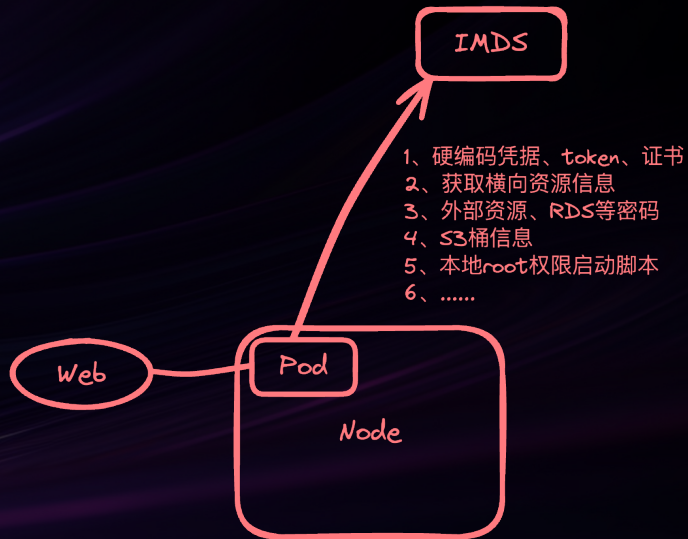 IMDS
1、硬编码凭据、token、证书
2、获取横向资源信息
3、外部资源、RDS等密码
4、S3桶信息
5、本地root权限启动脚本
6、......
Web
Pod
Node